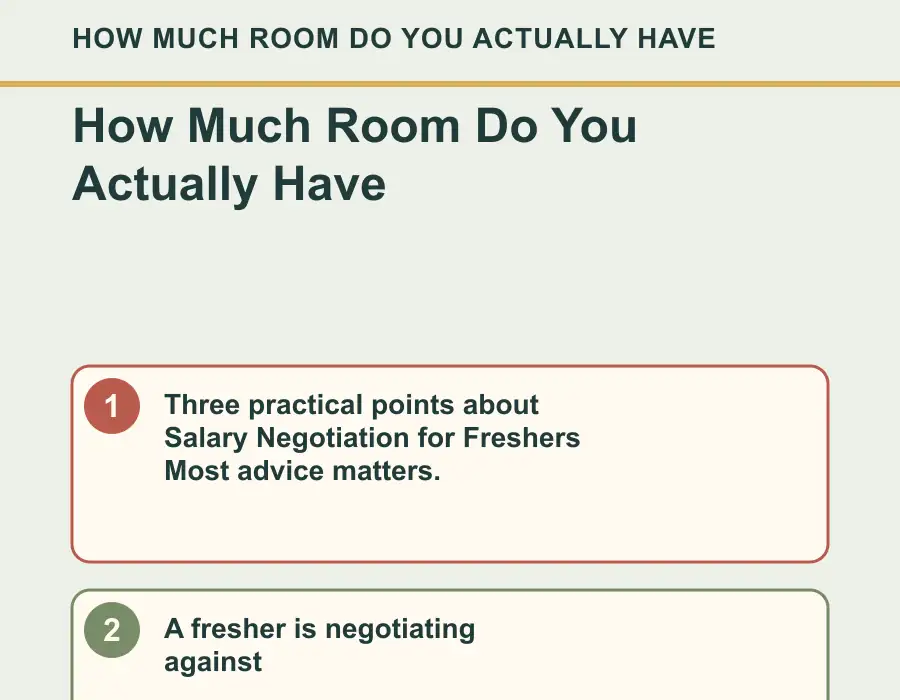 HOW MUCH ROOM DO YOU ACTUALLY HAVE
How Much Room Do You
Actually Have
1
Three practical points about
Salary Negotiation for Freshers
Most advice matters.
2
A fresher is negotiating
against